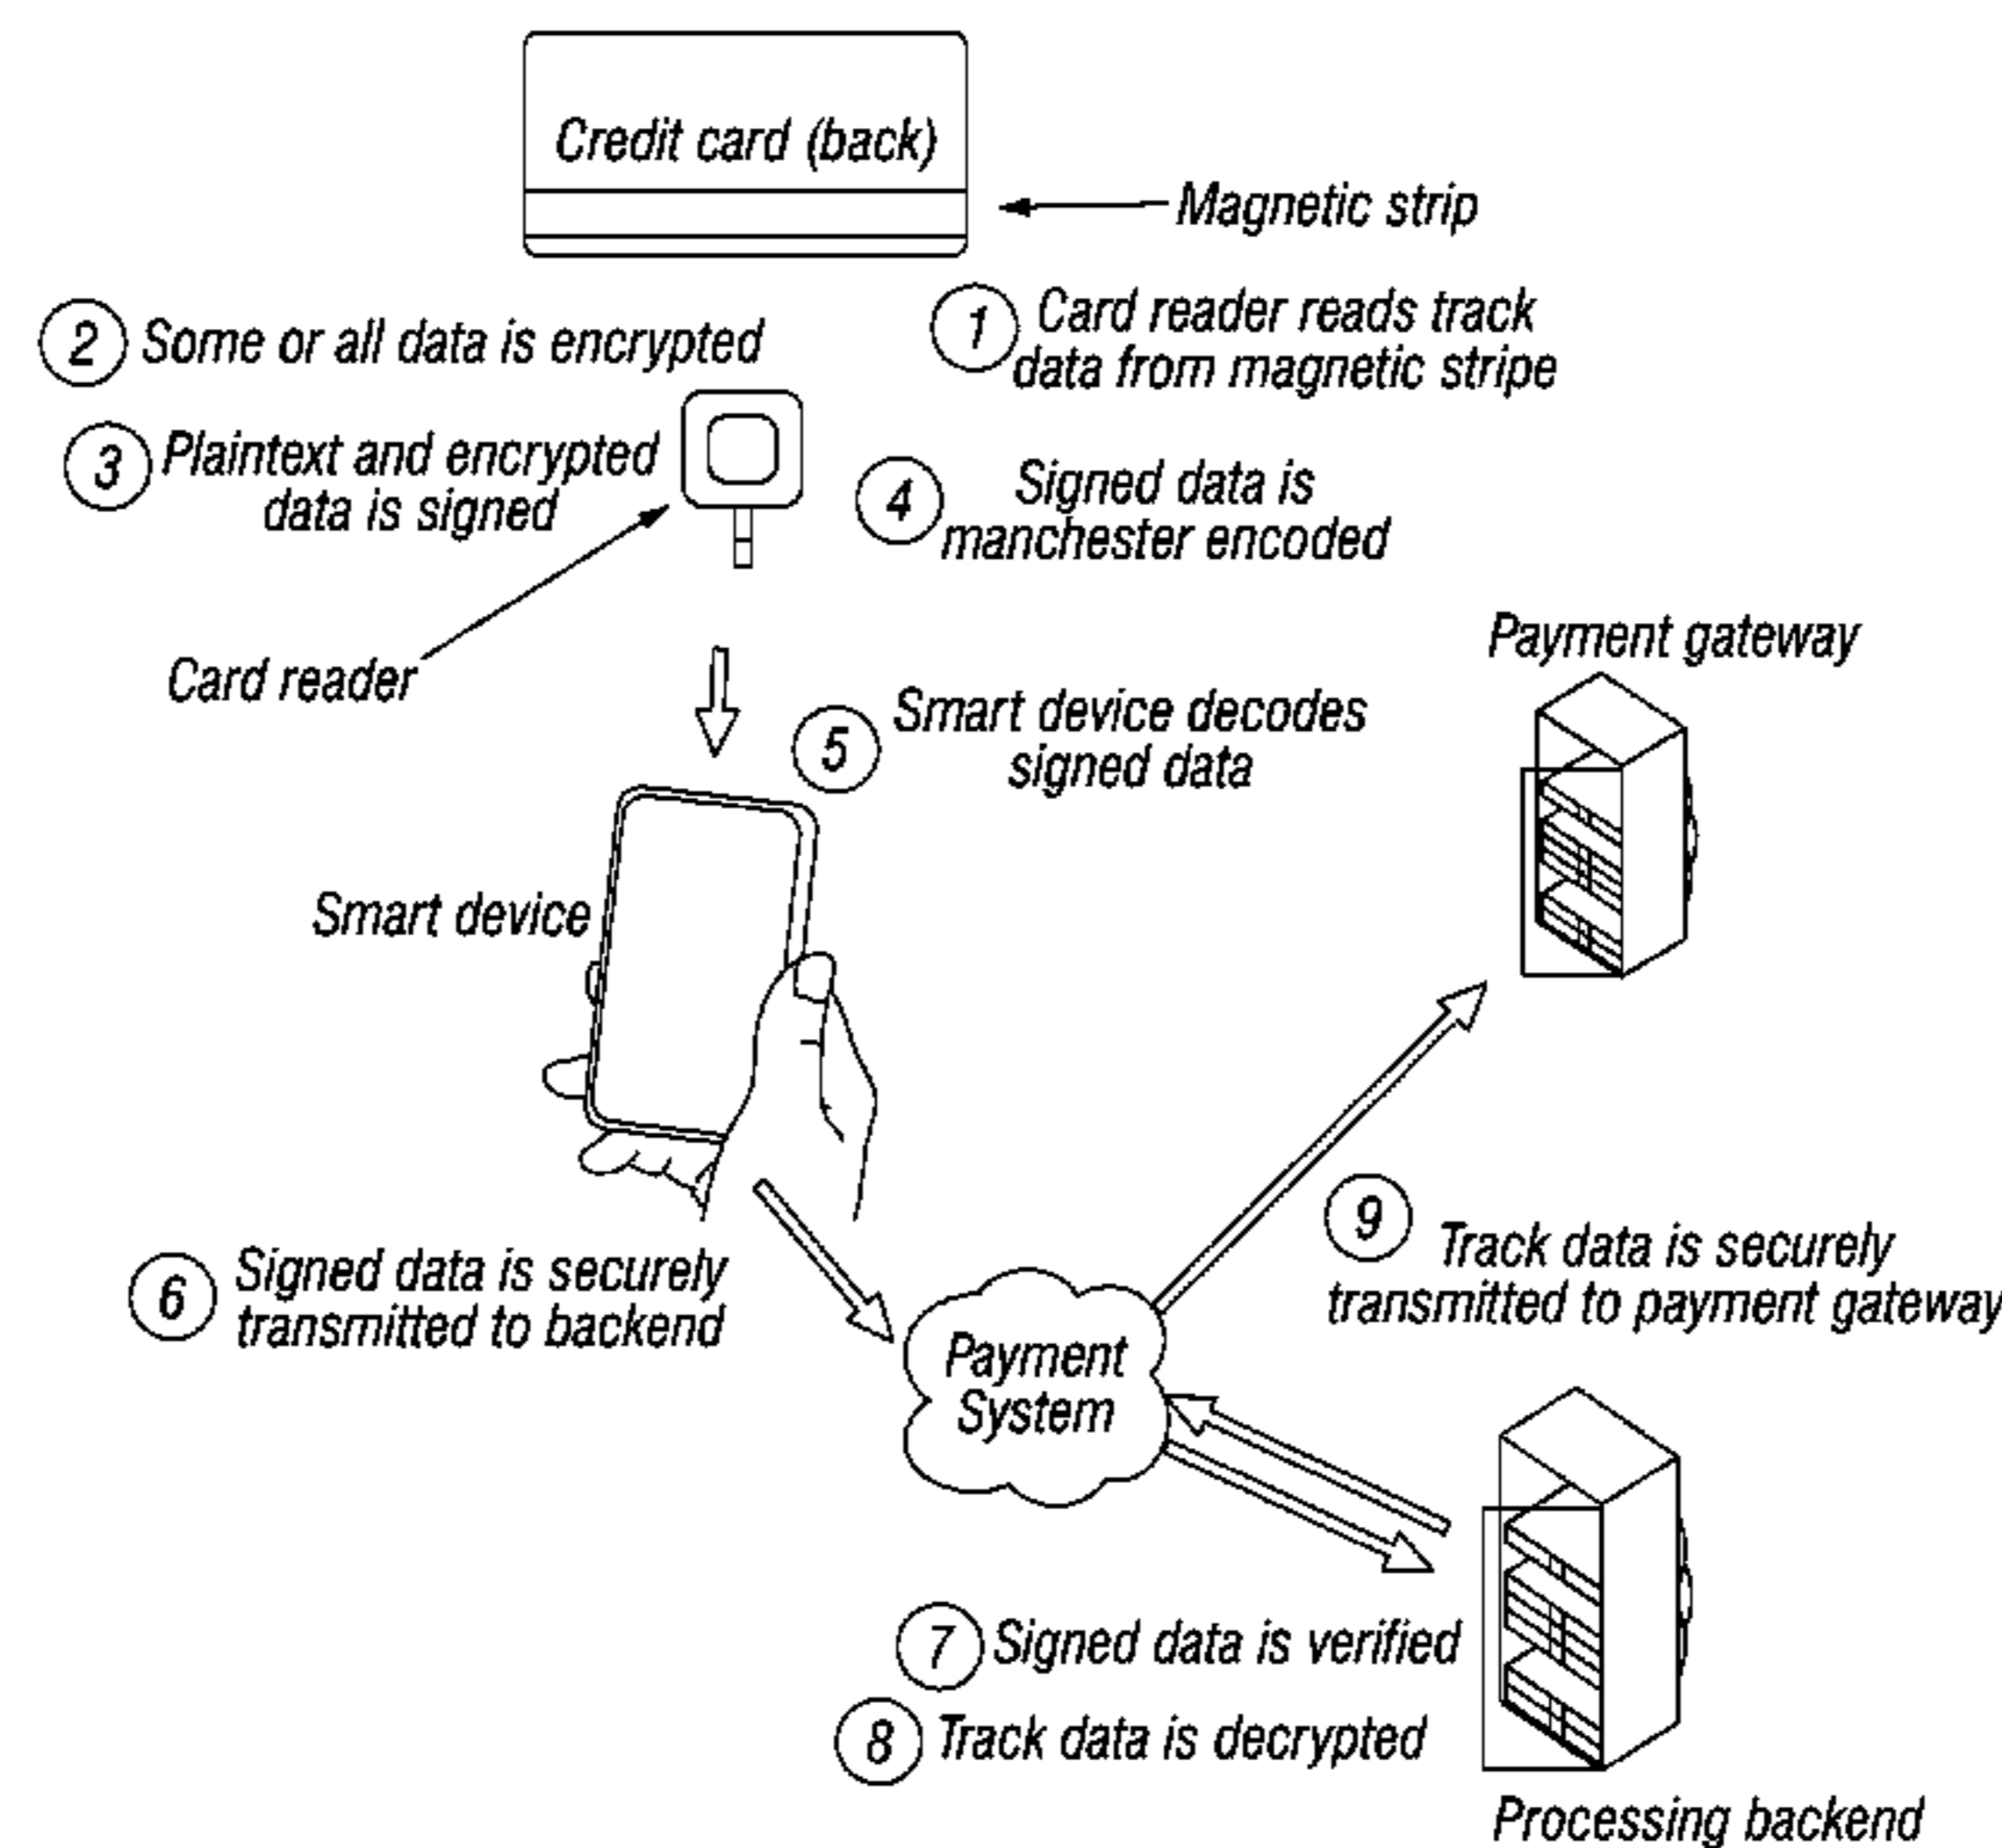 Credit card (back)
Magnetic strip
1
Card reader reads track
data from magnetic stripe
2
Some or all data is encrypted
3
Plaintext and encrypted
data is signed
4
Signed data is
manchester encoded
Card reader
Payment gateway
5
Smart device decodes
signed data
Smart device
6
Signed data is securely
transmitted to backend
Payment
System
9
Track data is securely
transmitted to payment gateway
7
Signed data is verified
8
Track data is decrypted
Processing backend